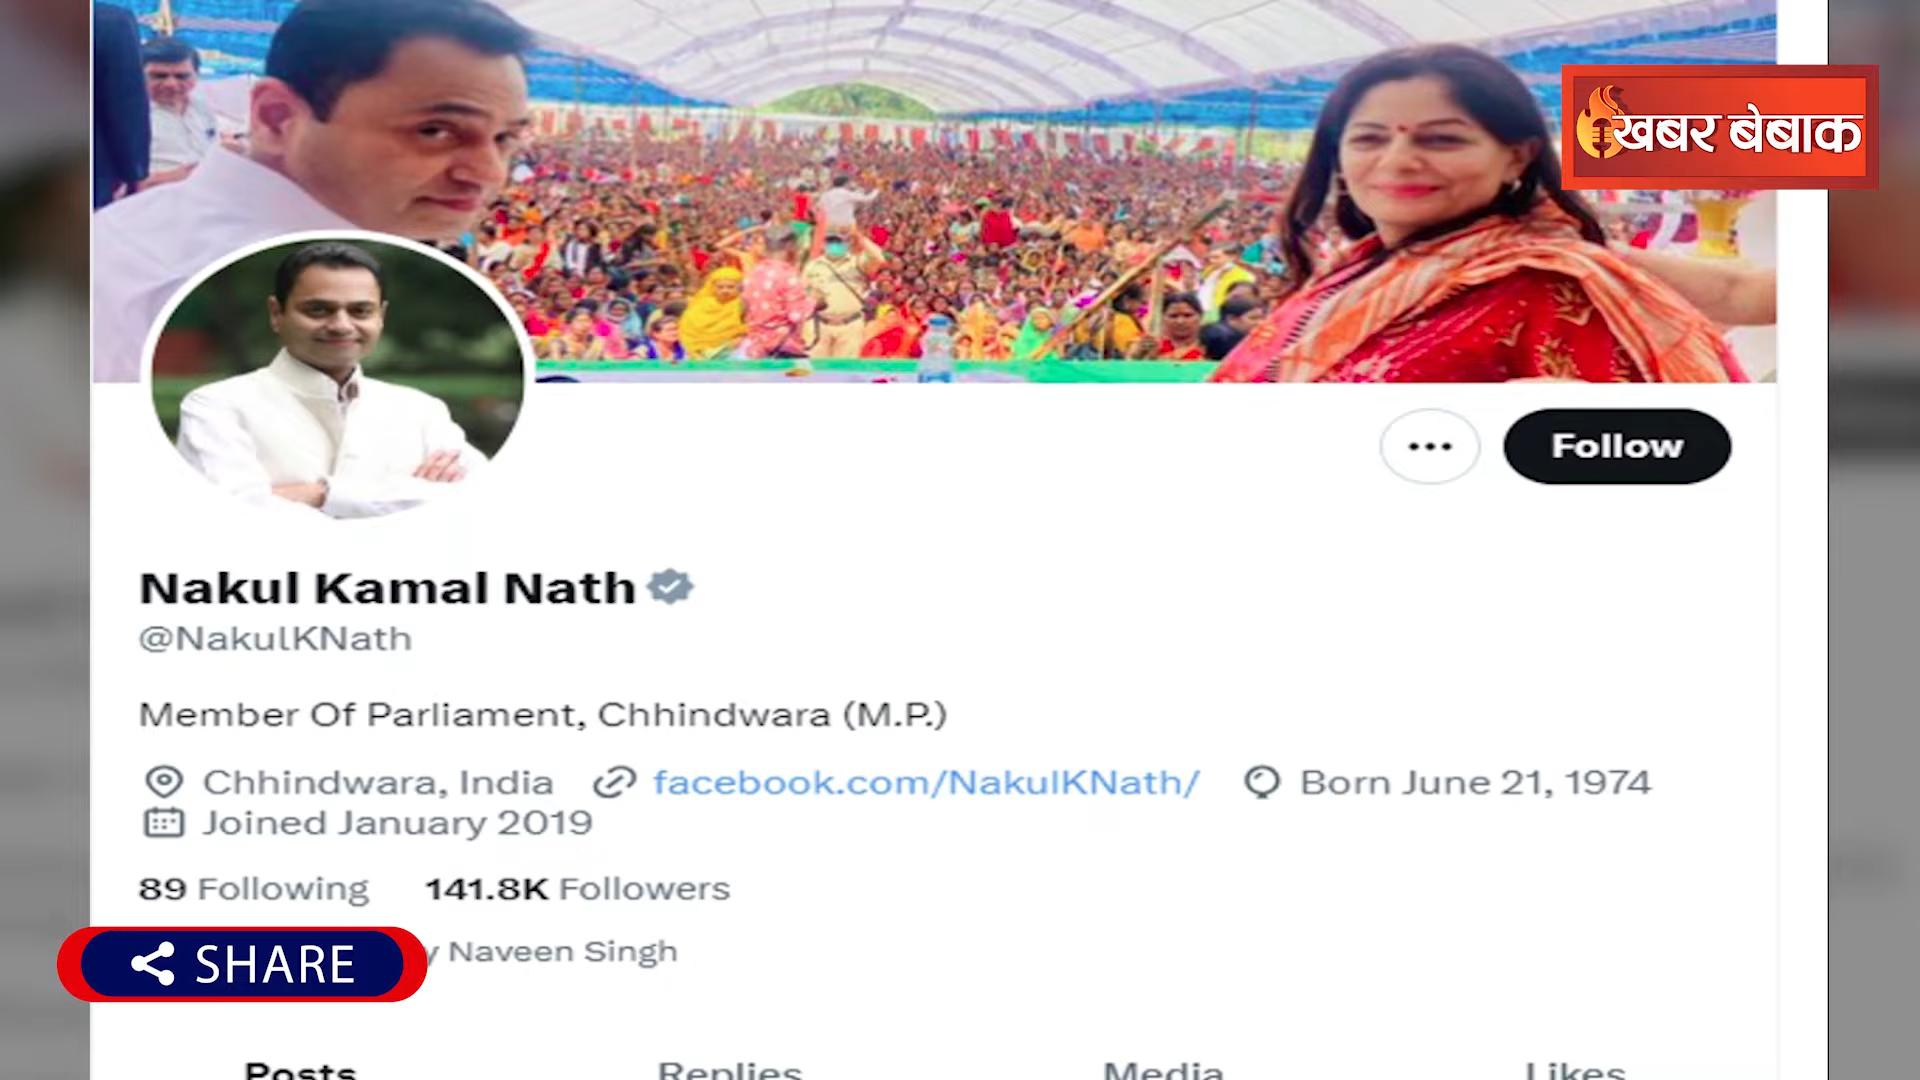 खबर बेबाक
Follow
Nakul Kamal Nath
@NakulKNath
Member Of Parliament, Chhindwara (M.P.)
Chhindwara, India facebook.com/NakulKNath/ Born June 21, 1974
Joined January 2019
89 Following 141.8K Followers
y Naveen Singh
SHARE
Posts Replies Media Likes